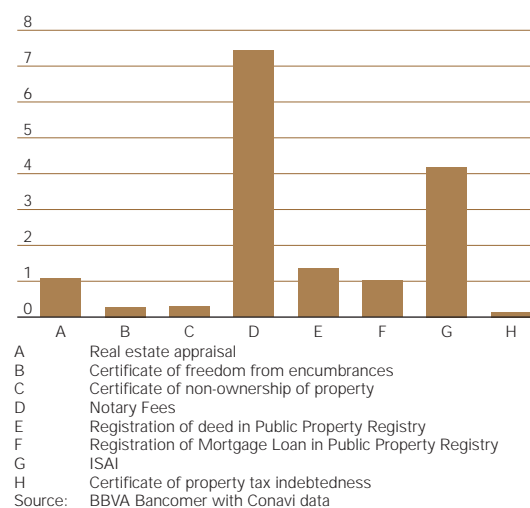 8
7
6
5
4
3
2
1
0
A B C D E F G H
A Real estate appraisal
B Certificate of freedom from encumbrances
C Certificate of non-ownership of property
D Notary Fees
E Registration of deed in Public Property Registry
F Registration of Mortgage Loan in Public Property Registry
G ISAI
H Certificate of property tax indebtedness
Source: BBVA Bancomer with Conavi data